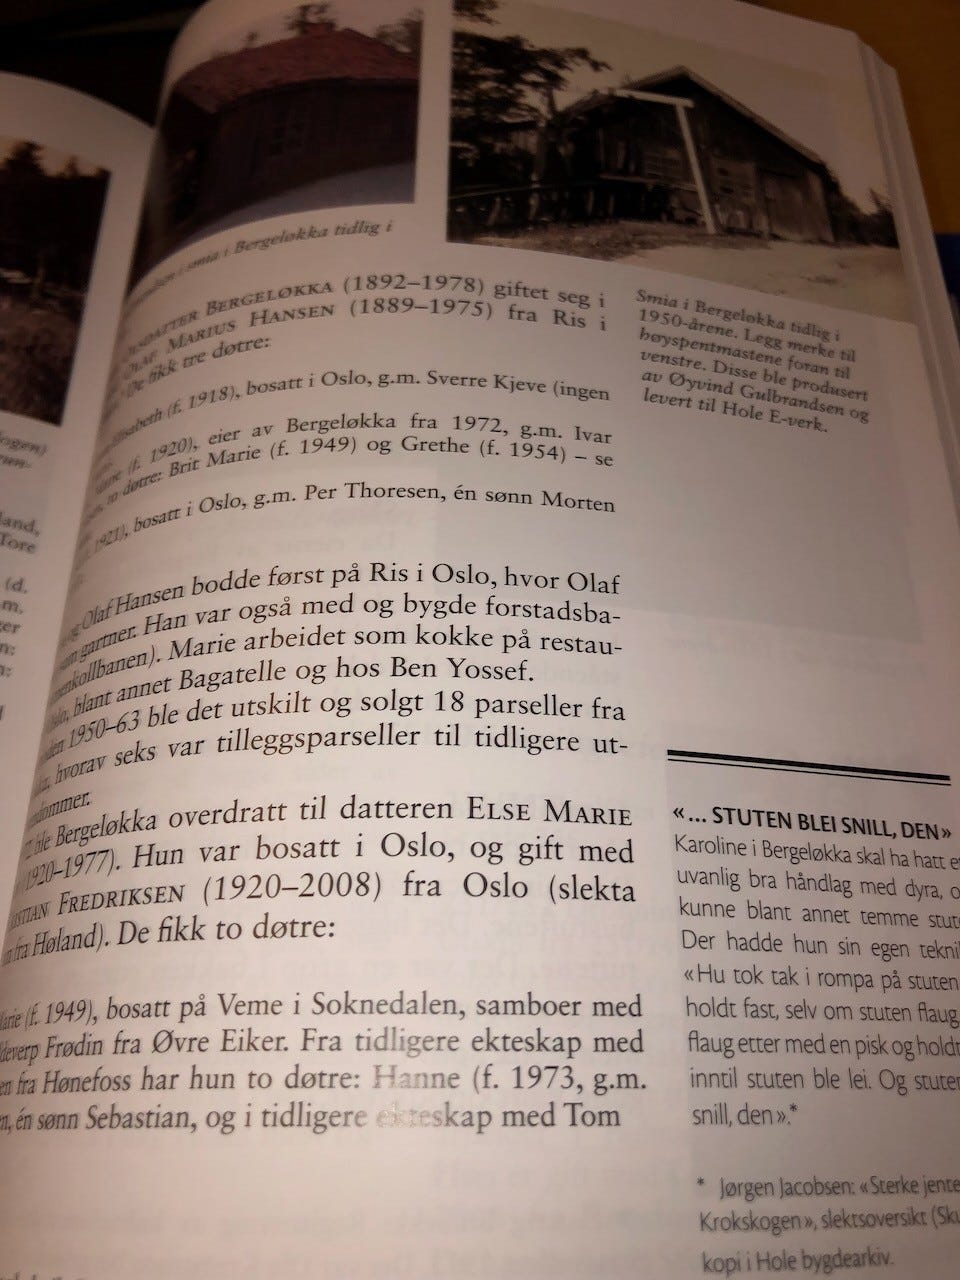 i smia i Bergeløkka tidlig i
BERGELØKKA (1892–1978) giftet seg i
OLAF MARIUS HANSEN (1889–1975) fra Ris i
De fikk tre døtre:
(f. 1918), bosatt i Oslo, g.m. Sverre Kjeve (ingen
(f. 1920), eier av Bergeløkka fra 1972, g.m. Ivar
to døtre: Brit Marie (f. 1949) og Grethe (f. 1954) – se
1921), bosatt i Oslo, g.m. Per Thoresen, én sønn Morten
og Olaf Hansen bodde først på Ris i Oslo, hvor Olaf
gartner. Han var også med og bygde forstadsba-
menkollbanen). Marie arbeidet som kokke på restau-
blant annet Bagatelle og hos Ben Yossef.
1950–63 ble det utskilt og solgt 18 parseller fra
hvorav seks var tilleggsparseller til tidligere ut-
ndommer.
ble Bergeløkka overdratt til datteren ELSE MARIE
(1920–1977). Hun var bosatt i Oslo, og gift med
FREDRIKSEN (1920–2008) fra Oslo (slekta
fra Høland). De fikk to døtre:
(f. 1949), bosatt på Veme i Soknedalen, samboer med
Frødin fra Øvre Eiker. Fra tidligere ekteskap med
en fra Hønefoss har hun to døtre: Hanne (f. 1973, g.m.
n, én sønn Sebastian, og i tidligere ekteskap med Tom
Smia i Bergeløkka tidlig i
1950-årene. Legg merke til
høyspentmastene foran til
venstre. Disse ble produsert
av Øyvind Gulbrandsen og
levert til Hole E-verk.
«... STUTEN BLEI SNILL, DEN»
Karoline i Bergeløkka skal ha hatt e
uvanlig bra håndlag med dyra, o
kunne blant annet temme stut
Der hadde hun sin egen tekni
«Hu tok tak i rompa på stuten
holdt fast, selv om stuten flaug
flaug etter med en pisk og holdt
inntil stuten ble lei. Og stuten
snill, den».*
* Jørgen Jacobsen: «Sterke jente
Krokskogen», slektsoversikt (Sku
kopi i Hole bygdearkiv.
land,
Tore
(d.
m.